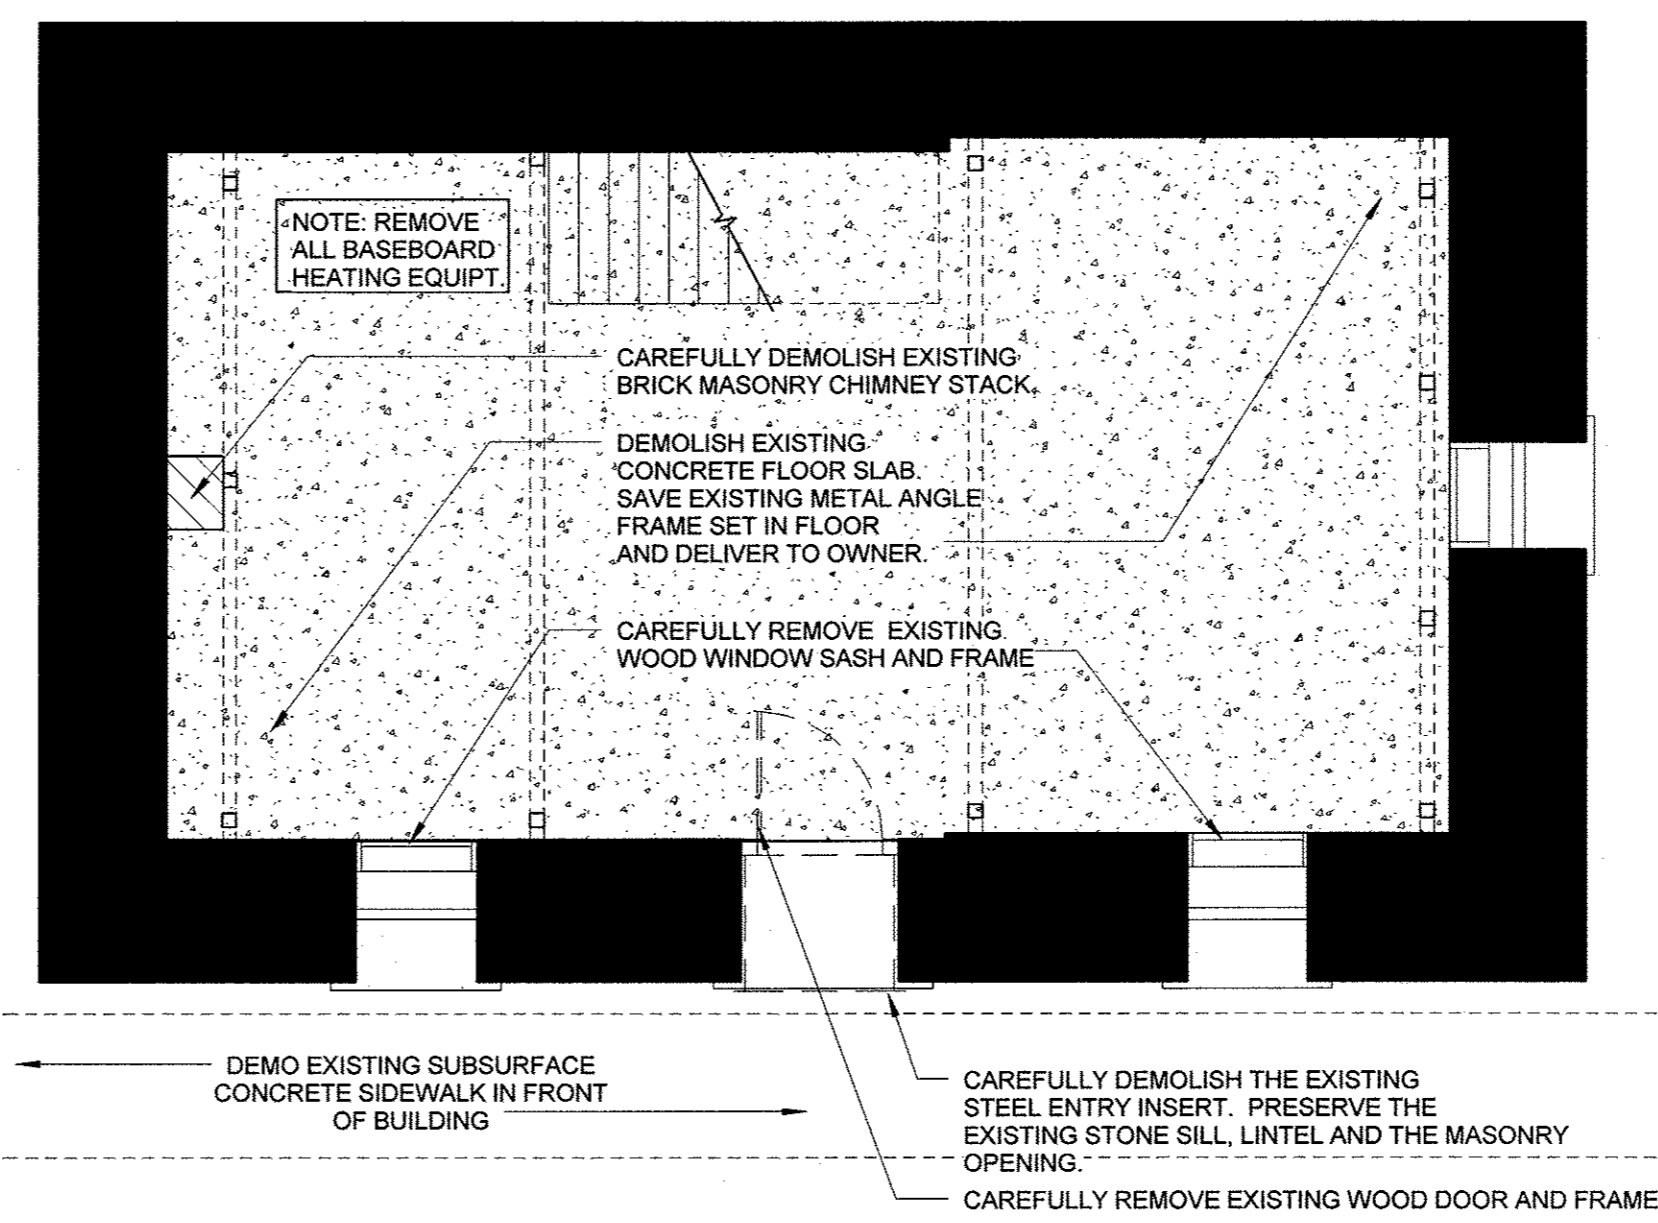 NOTE: REMOVE
ALL BASEBOARD
HEATING EQUIPT.
CAREFULLY DEMOLISH EXISTING
BRICK MASONRY CHIMNEY STACK.
DEMOLISH EXISTING
CONCRETE FLOOR SLAB.
SAVE EXISTING METAL ANGLE
FRAME SET IN FLOOR
AND DELIVER TO OWNER.
CAREFULLY REMOVE EXISTING
WOOD WINDOW SASH AND FRAME
DEMO EXISTING SUBSURFACE
CONCRETE SIDEWALK IN FRONT
OF BUILDING
CAREFULLY DEMOLISH THE EXISTING
STEEL ENTRY INSERT. PRESERVE THE
EXISTING STONE SILL, LINTEL AND THE MASONRY
OPENING.
CAREFULLY REMOVE EXISTING WOOD DOOR AND FRAME